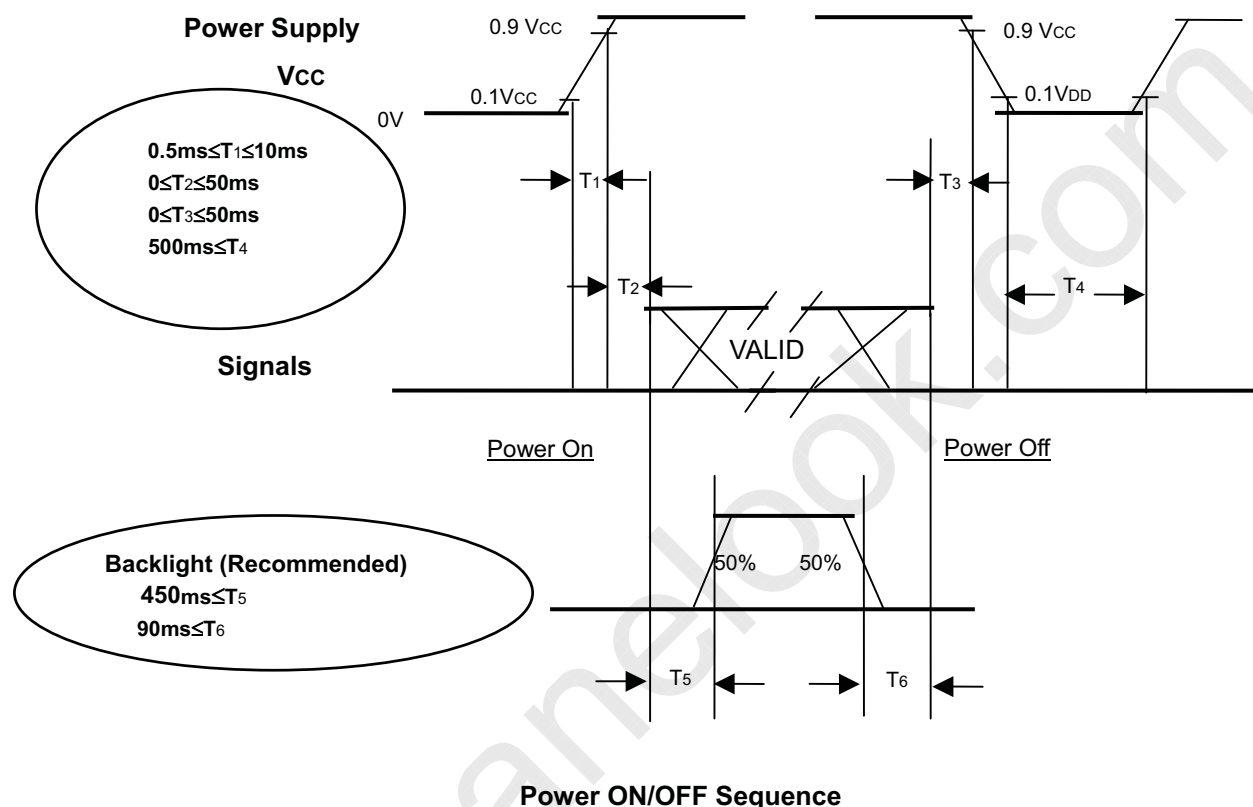 Power Supply
VCC
0.9 VCC
0.1VCC
0V
0.9 VCC
0.1VDD
0.5ms≤T1≤10ms
0≤T2≤50ms
0≤T3≤50ms
500ms≤T4
T1
T3
T2
T4
VALID
Signals
Power On
Power Off
Backlight (Recommended)
450ms≤T5
90ms≤T6
50%
50%
T5
T6
Power ON/OFF Sequence
anelook.com